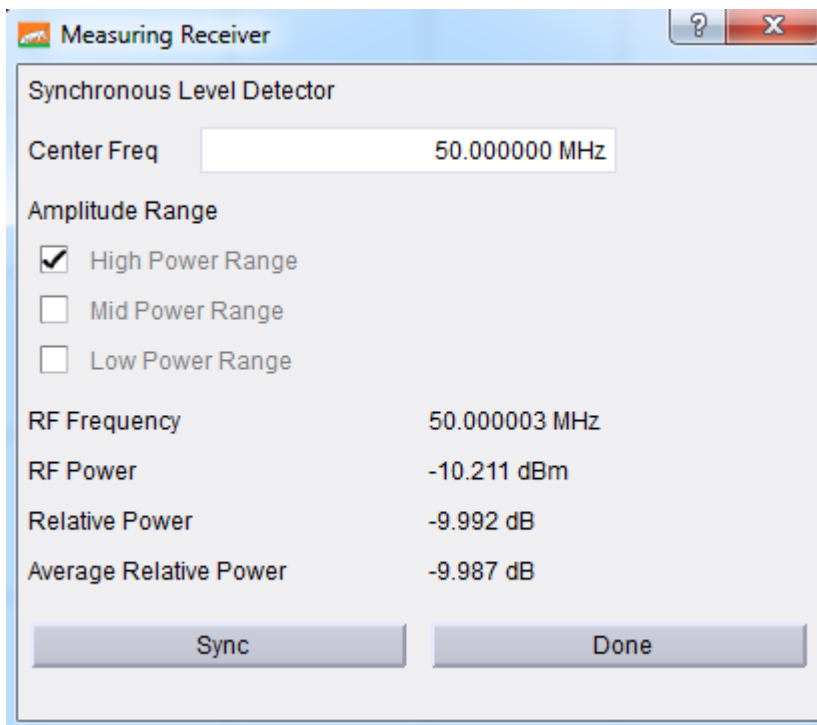 Measuring Receiver
?
X
Synchronous Level Detector
Center Freq 50.000000 MHz
Amplitude Range
High Power Range
Mid Power Range
Low Power Range
RF Frequency 50.000003 MHz
RF Power -10.211 dBm
Relative Power -9.992 dB
Average Relative Power -9.987 dB
Sync Done